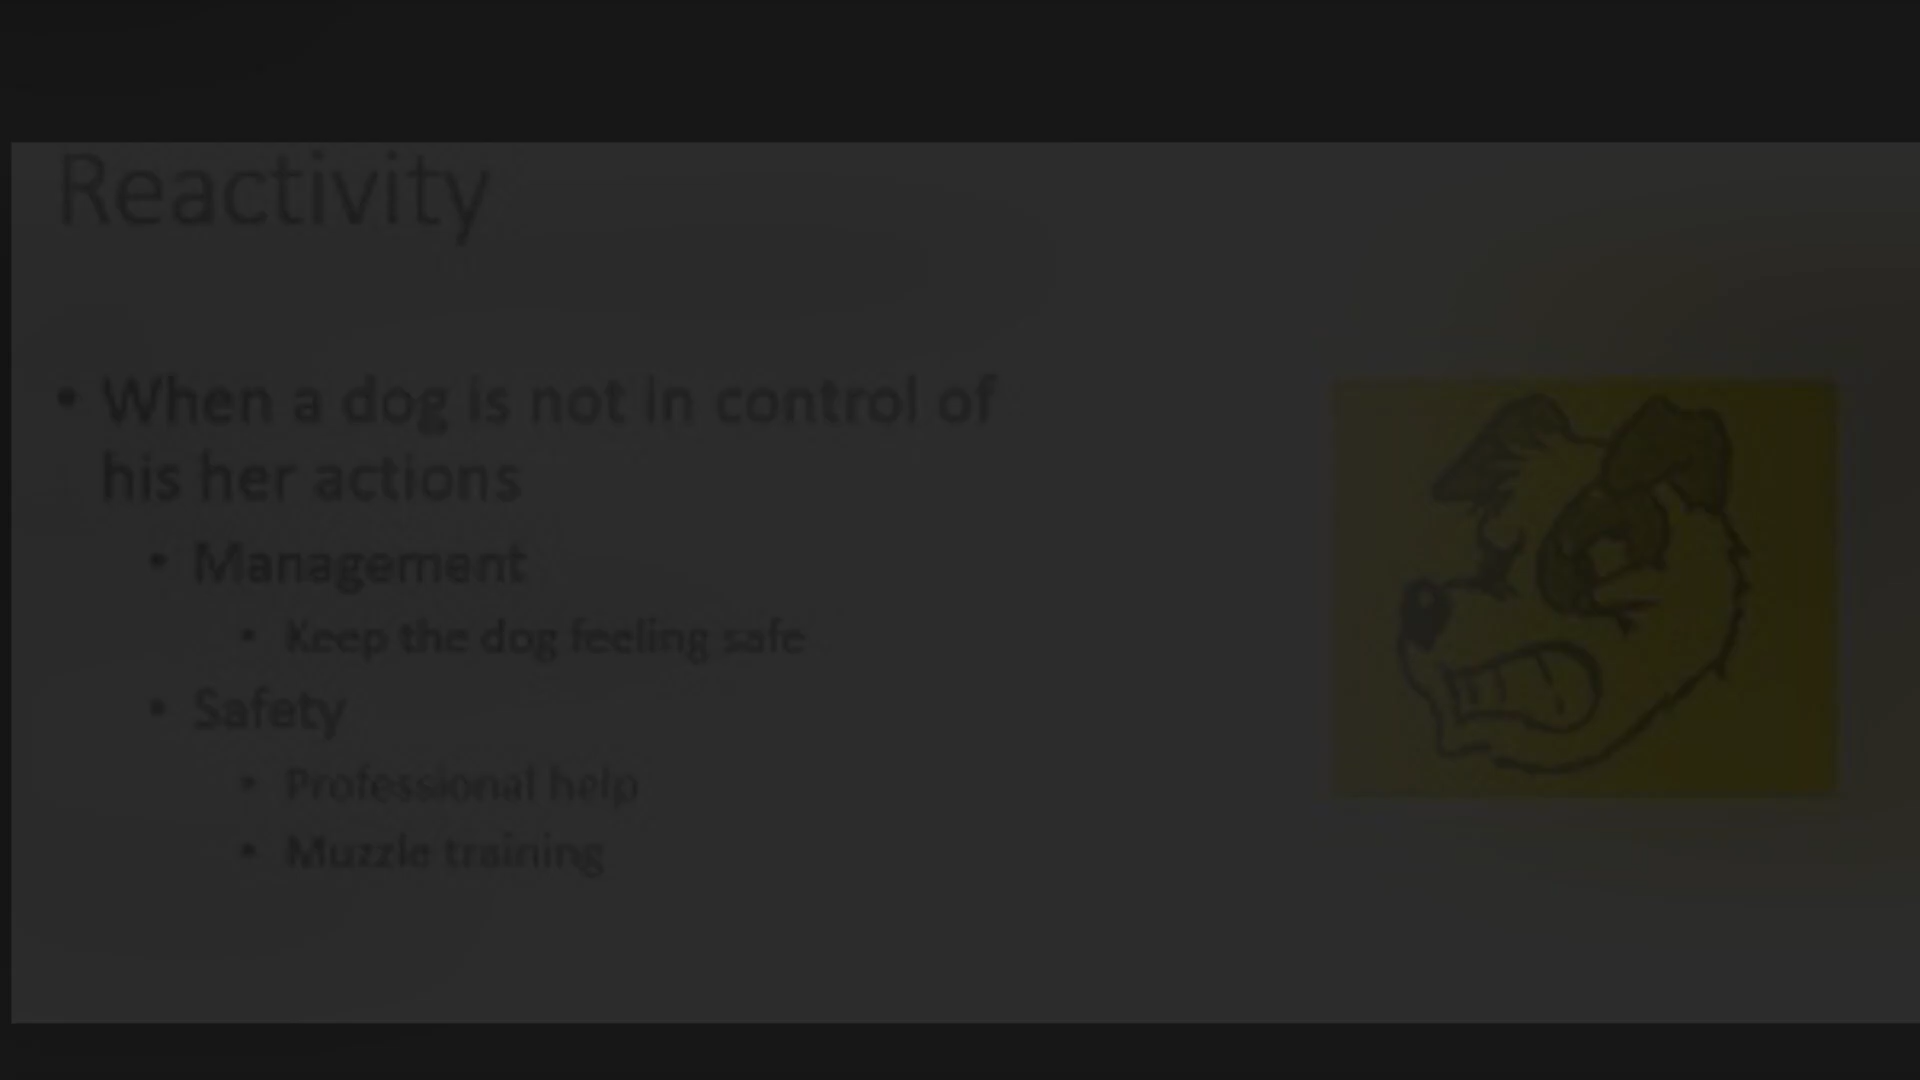 Reactivity
• When a dog is not in control of
his her actions
• Management
• Keep the dog feeling safe
• Safety
• Professional help
• Muzzle training